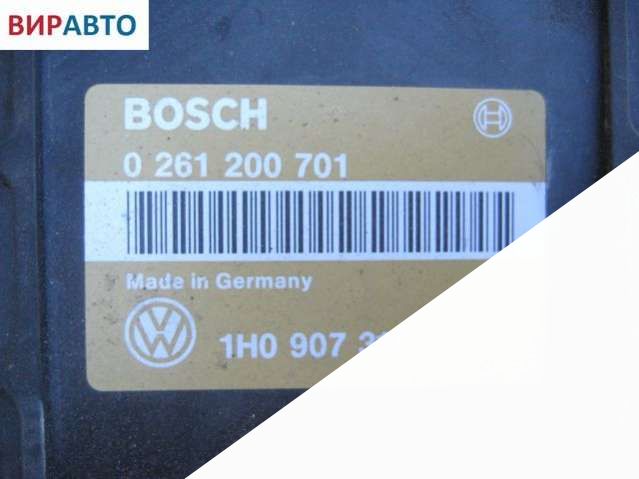 ВИРАВТО
BOSCH
0 261 200 701
Made in Germany
1H0 907